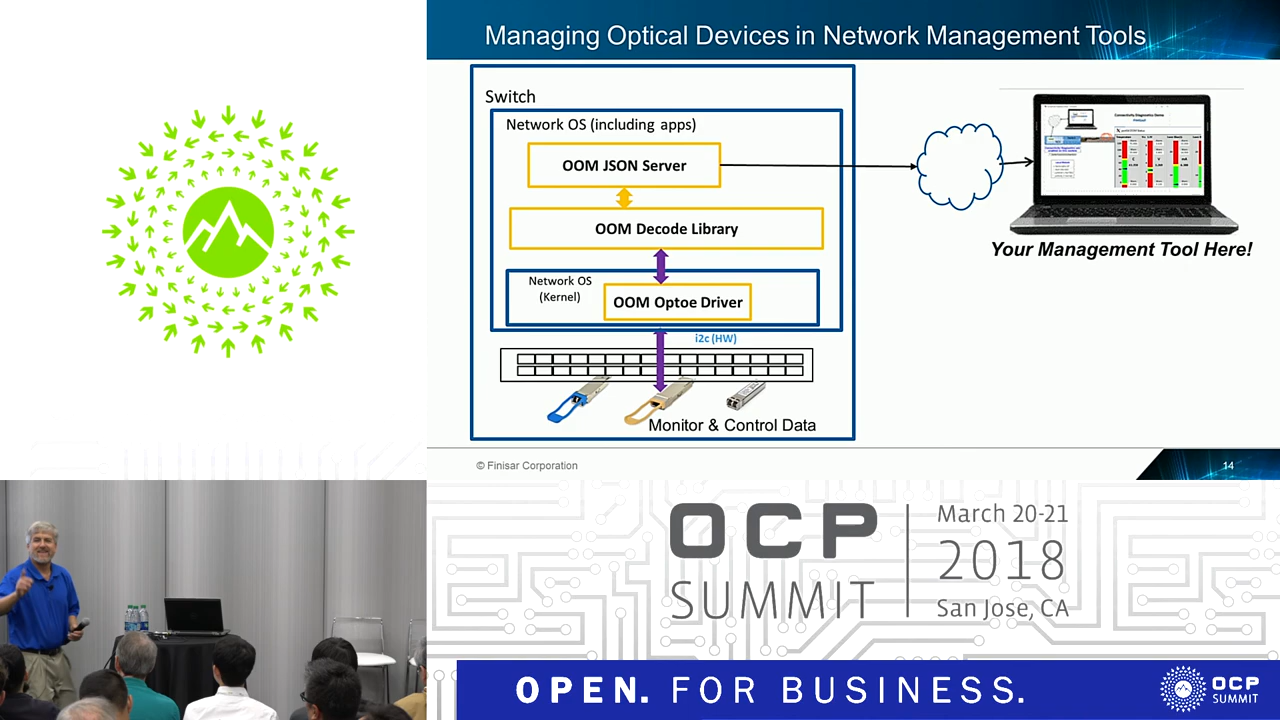 Managing Optical Devices in Network Management Tools
Switch
Network OS (including apps)
OOM JSON Server
OOM Decode Library
Network OS
(Kernel)
OOM Optoe Driver
i2c (HW)
Monitor & Control Data
Your Management Tool Here!
© Finisar Corporation
14
OCP
SUMMIT
March 20-21
2018
San Jose, CA
OPEN. FOR BUSINESS.
OCP
SUMMIT